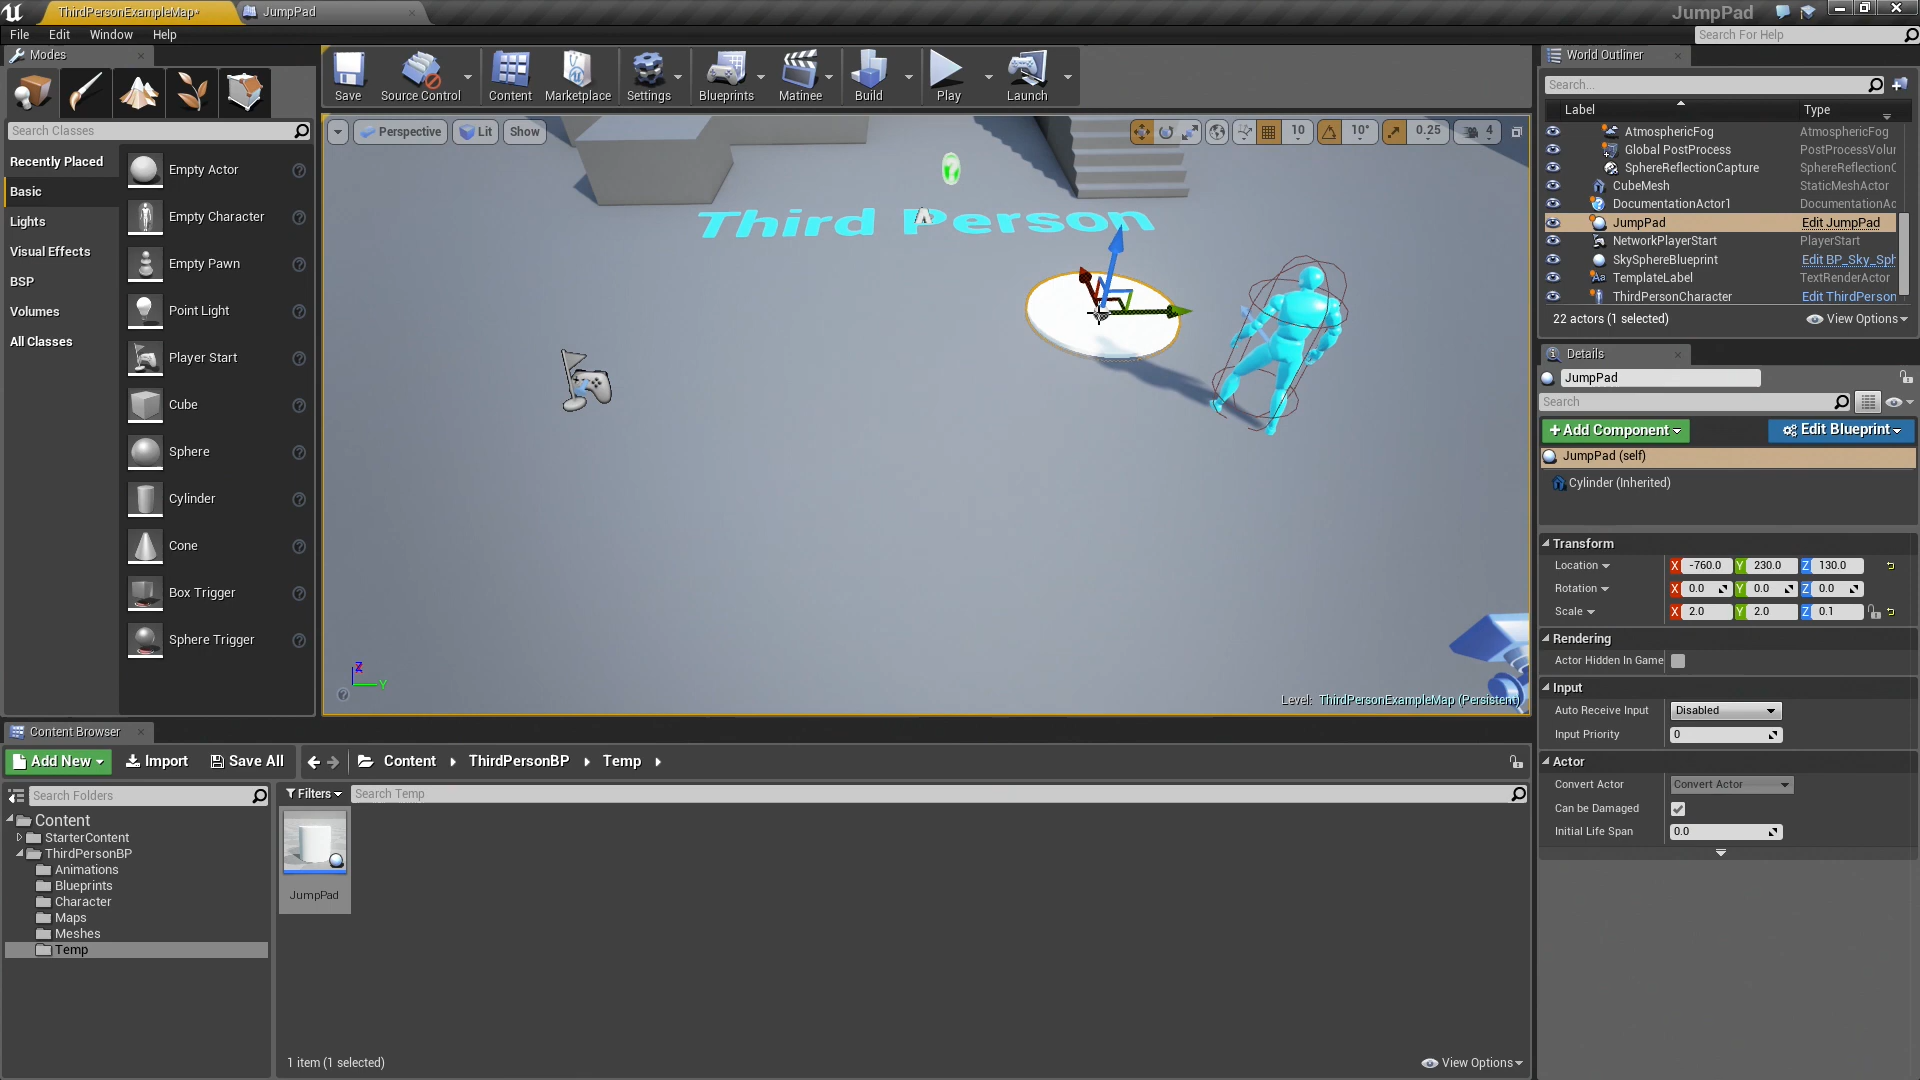 ThirdPersonExampleMap*
JumpPad
JumpPad
File
Edit
Window
Help
Search For Help
Modes
Search Classes
Recently Placed
Basic
Lights
Visual Effects
BSP
Volumes
All Classes
Empty Actor
Empty Character
Empty Pawn
Point Light
Player Start
Cube
Sphere
Cylinder
Cone
Box Trigger
Sphere Trigger
Save
Source Control
Content
Marketplace
Settings
Blueprints
Matinee
Build
Play
Launch
Perspective
Lit
Show
10
10°
0.25
4
Third Person
Z
Y
Level: ThirdPersonExampleMap (Persistent)
World Outliner
Search...
Label
Type
AtmosphericFog
AtmosphericFog
Global PostProcess
PostProcessVolur
SphereReflectionCapture
SphereReflectionC
CubeMesh
StaticMeshActor
DocumentationActor1
DocumentationAc
JumpPad
Edit JumpPad
NetworkPlayerStart
PlayerStart
SkySphereBlueprint
Edit BP_Sky_Sph
TemplateLabel
TextRenderActor
ThirdPersonCharacter
Edit ThirdPerson
22 actors (1 selected)
View Options
Details
JumpPad
Search
+Add Component
Edit Blueprint
JumpPad (self)
Cylinder (Inherited)
Transform
Location
X -760.0 Y 230.0 Z 130.0
Rotation
X 0.0 Y 0.0 Z 0.0
Scale
X 2.0 Y 2.0 Z 0.1
Rendering
Actor Hidden In Game
Input
Auto Receive Input
Disabled
Input Priority
0
Actor
Convert Actor
Convert Actor
Can be Damaged
Initial Life Span
0.0
Content Browser
Add New
Import
Save All
Content
ThirdPersonBP
Temp
Search Folders
Filters
Search Temp
Content
StarterContent
ThirdPersonBP
Animations
Blueprints
Character
Maps
Meshes
Temp
JumpPad
1 item (1 selected)
View Options